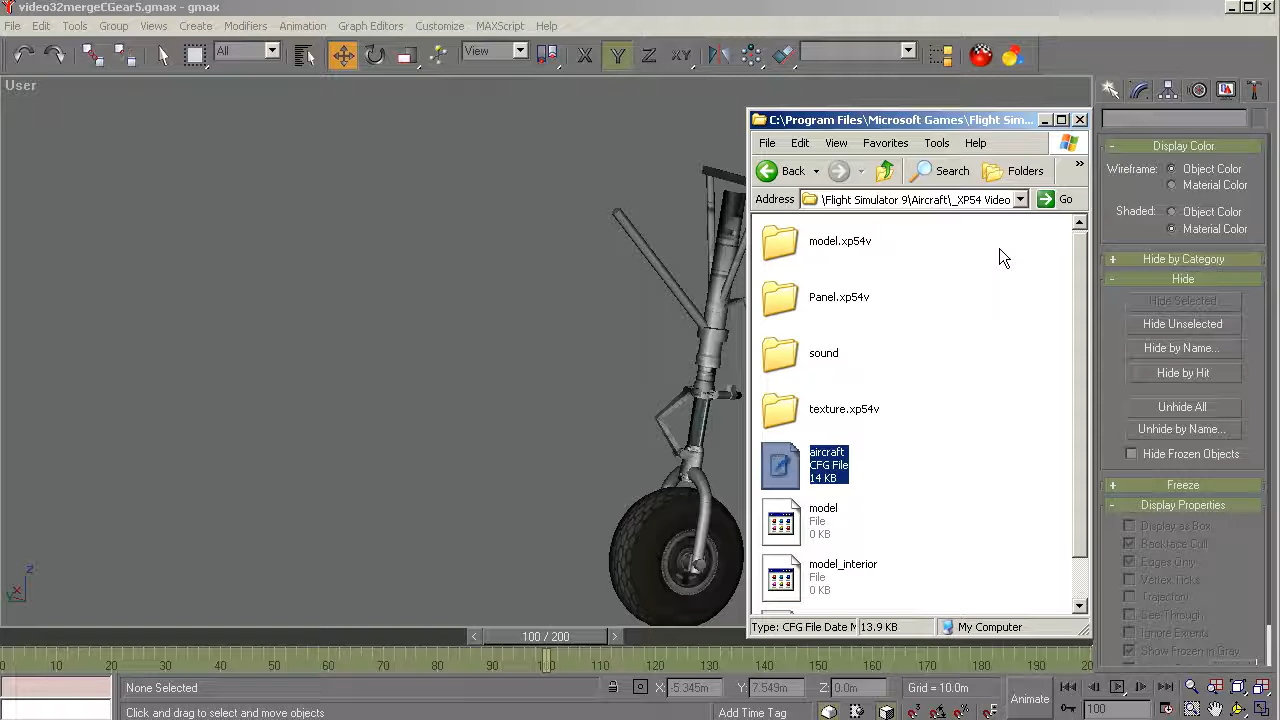 video32mergeCGear5.gmax - gmax
File Edit Tools Group Views Create Modifiers Animation Graph Editors Customize MAXScript Help
All View X Y Z XY
User
C:\Program Files\Microsoft Games\Flight Sim...
File Edit View Favorites Tools Help
Back Search Folders »
Address \Flight Simulator 9\Aircraft\_XP54 Video Go
model.xp54v
Panel.xp54v
sound
texture.xp54v
aircraft
CFG File
14 KB
model
File
0 KB
model_interior
File
0 KB
Type: CFG File Date M 13.9 KB My Computer
Display Color
Wireframe: Object Color
Material Color
Shaded: Object Color
Material Color
+ Hide by Category
- Hide
Hide Selected
Hide Unselected
Hide by Name...
Hide by Hit
Unhide All
Unhide by Name...
Hide Frozen Objects
+ Freeze
- Display Properties
Display as Box
Backface Cull
Edges Only
Vertex Ticks
Trajectory
See-Through
Ignore Extents
Show Frozen in Gray
z
x
< 100 / 200 >
0 10 20 30 40 50 60 70 80 90 100 110 120 130 140 150 160 170 180 190 20
None Selected X: -5.345m Y: 7.549m Z: 0.0m Grid = 10.0m Animate
Click and drag to select and move objects Add Time Tag 100